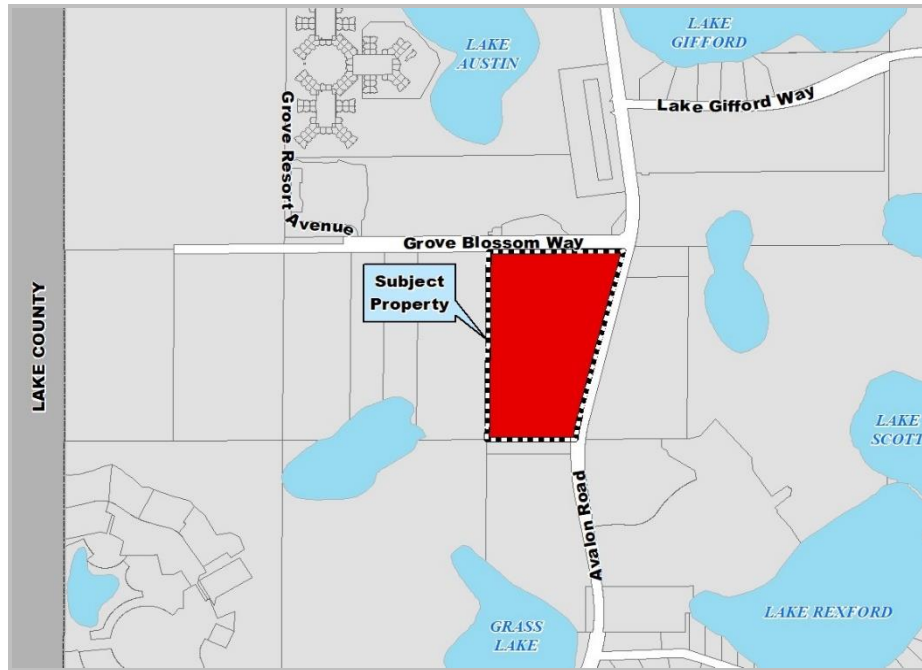 LAKE
AUSTIN
LAKE
GIFFORD
Lake Gifford Way
Grove Resort
Avenue
Grove Blossom Way
Subject
Property
LAKE COUNTY
LAKE
SCOTT
Avalon Road
GRASS
LAKE
LAKE REXFORD